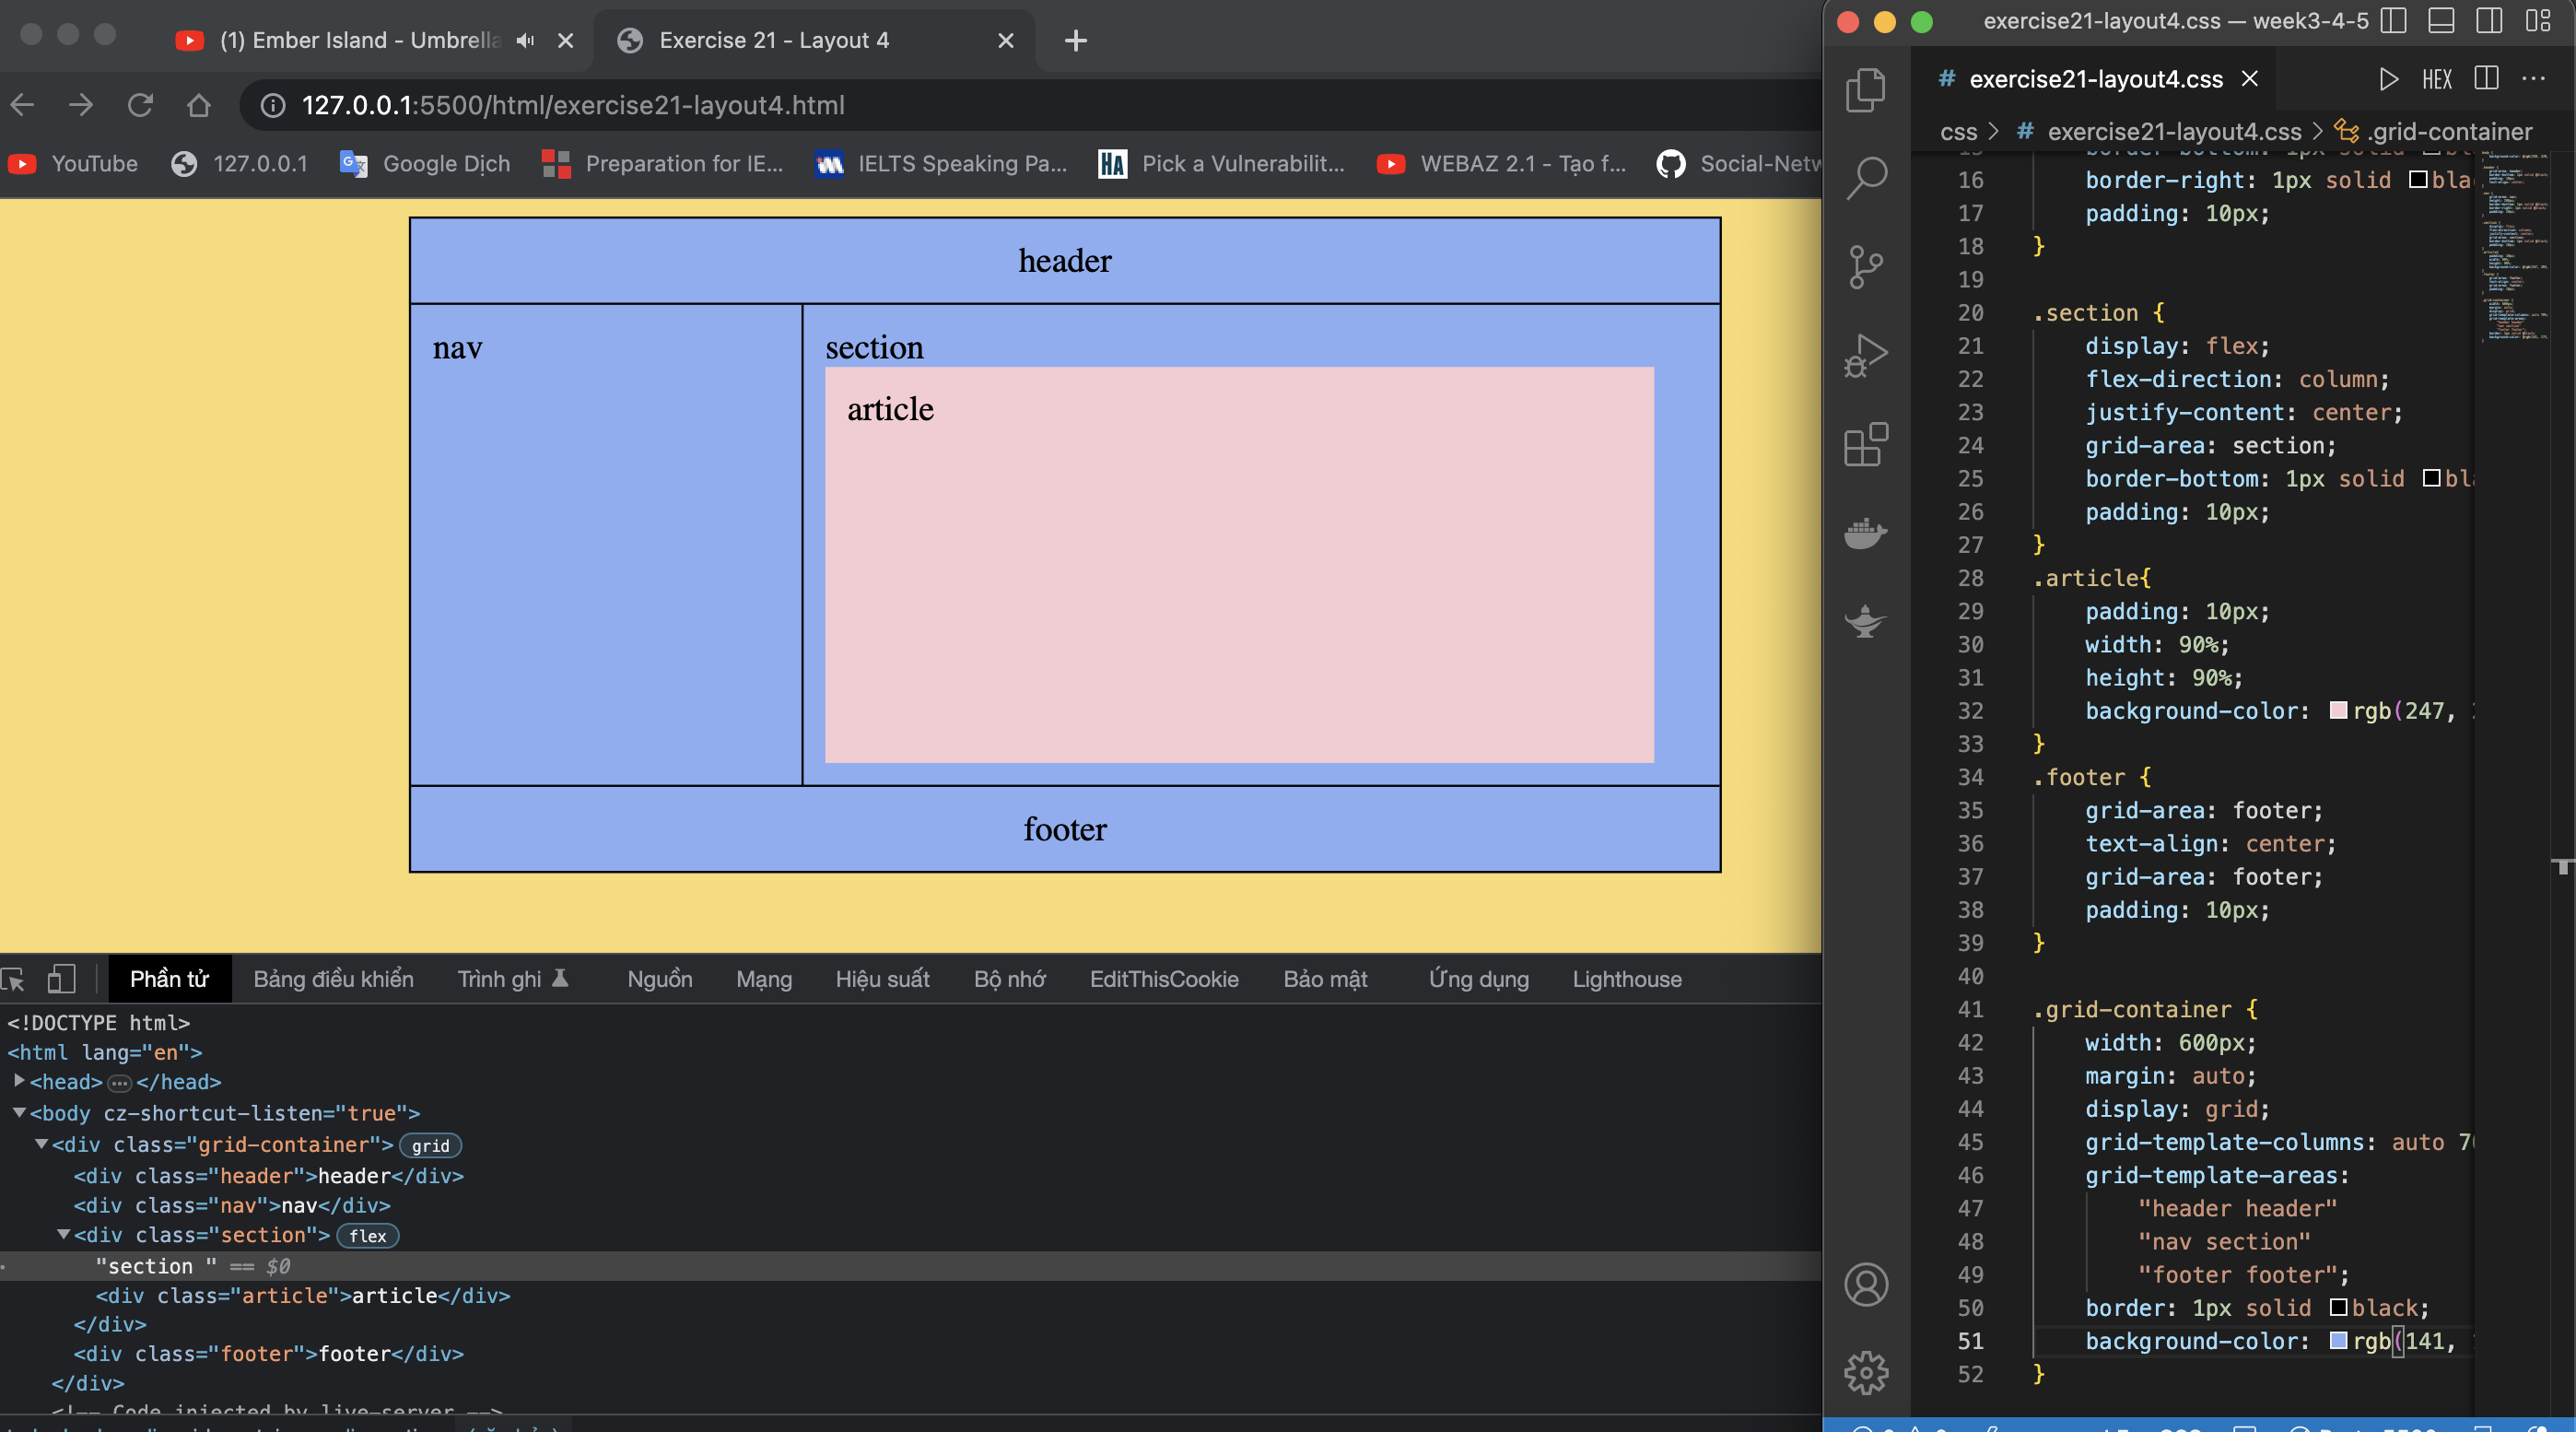 (1) Ember Island - Umbrella
Exercise 21 - Layout 4
127.0.0.1:5500/html/exercise21-layout4.html
YouTube
127.0.0.1
Google Dịch
Preparation for IE...
IELTS Speaking Pa...
HA
Pick a Vulnerabilit...
WEBAZ 2.1 - Tạo f...
Social-Netw
header
nav
section
article
footer
Phần tử
Bảng điều khiển
Trình ghi
Nguồn
Mạng
Hiệu suất
Bộ nhớ
EditThisCookie
Bảo mật
Ứng dụng
Lighthouse
<!DOCTYPE html>
<html lang="en">
<head> ••• </head>
<body cz-shortcut-listen="true">
<div class="grid-container"> grid
<div class="header">header</div>
<div class="nav">nav</div>
<div class="section"> flex
"section " == $0
<div class="article">article</div>
</div>
<div class="footer">footer</div>
</div>
<!-- Code injected by live-server -->
exercise21-layout4.css — week3-4-5
# exercise21-layout4.css
HEX
css > # exercise21-layout4.css > .grid-container
border-bottom: 1px solid
16 border-right: 1px solid bla
17 padding: 10px;
18 }
19
20 .section {
21 display: flex;
22 flex-direction: column;
23 justify-content: center;
24 grid-area: section;
25 border-bottom: 1px solid bl
26 padding: 10px;
27 }
28 .article{
29 padding: 10px;
30 width: 90%;
31 height: 90%;
32 background-color: rgb(247,
33 }
34 .footer {
35 grid-area: footer;
36 text-align: center;
37 grid-area: footer;
38 padding: 10px;
39 }
40
41 .grid-container {
42 width: 600px;
43 margin: auto;
44 display: grid;
45 grid-template-columns: auto 7
46 grid-template-areas:
47 "header header"
48 "nav section"
49 "footer footer";
50 border: 1px solid black;
51 background-color: rgb(141,
52 }